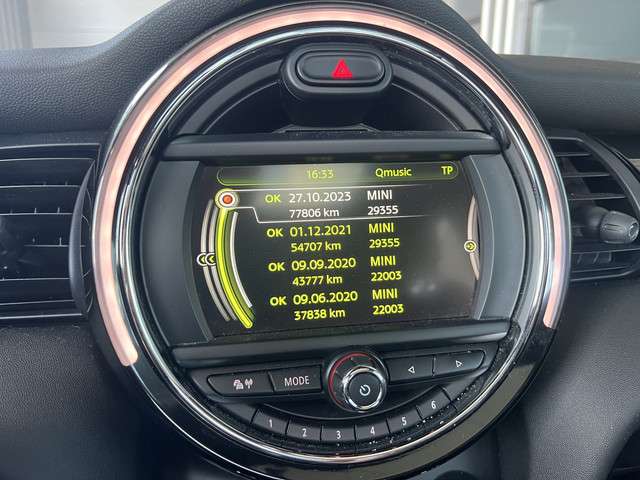 16:33 Qmusic TP
OK 27.10.2023 MINI
77806 km 29355
OK 01.12.2021 MINI
54707 km 29355
OK 09.09.2020 MINI
43777 km 22003
OK 09.06.2020 MINI
37838 km 22003
MODE
1 2 3 4 5 6